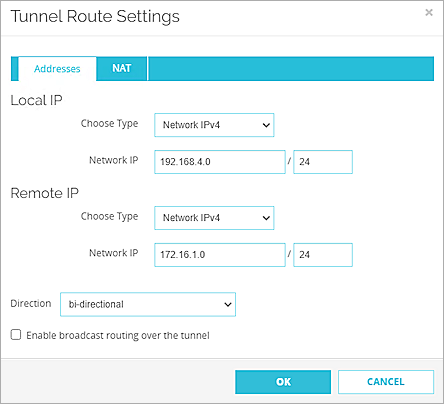 Tunnel Route Settings ×
Addresses NAT
Local IP
Choose Type Network IPv4
Network IP 192.168.4.0 / 24
Remote IP
Choose Type Network IPv4
Network IP 172.16.1.0 / 24
Direction bi-directional
Enable broadcast routing over the tunnel
OK CANCEL